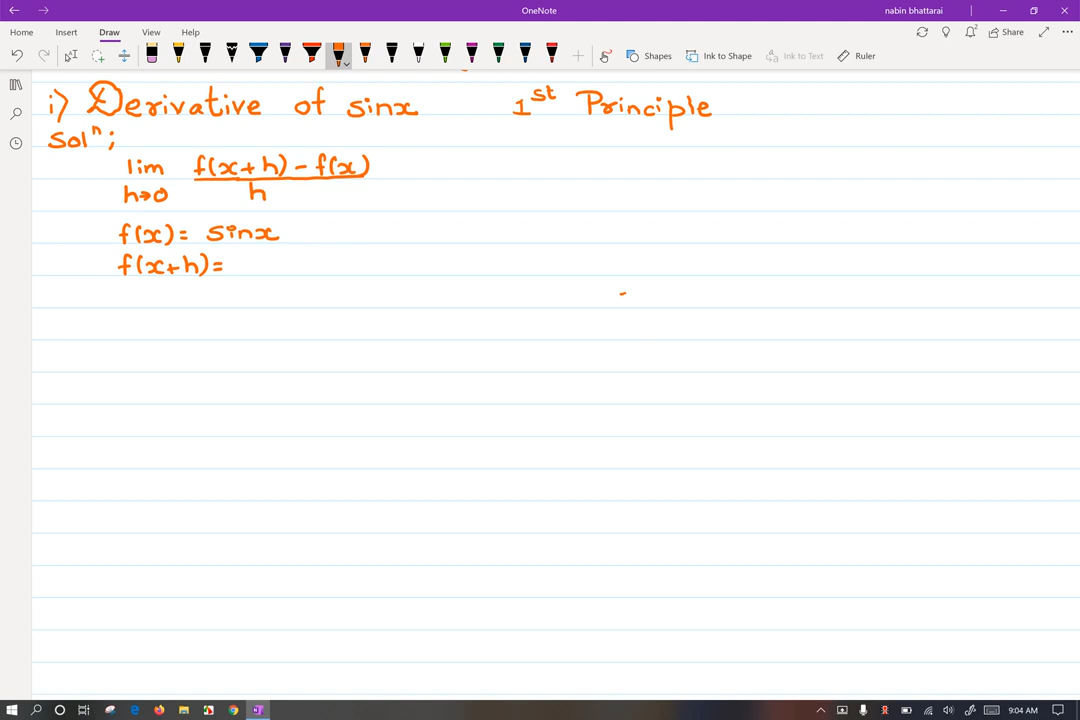 OneNote
nabin bhattarai
Home Insert Draw View Help
Share
Shapes Ink to Shape Ink to Text Ruler
i) Derivative of sinx 1st Principle
Solⁿ;
lim f(x+h) - f(x)
h→0 h
f(x) = sinx
f(x+h) =
9:04 AM